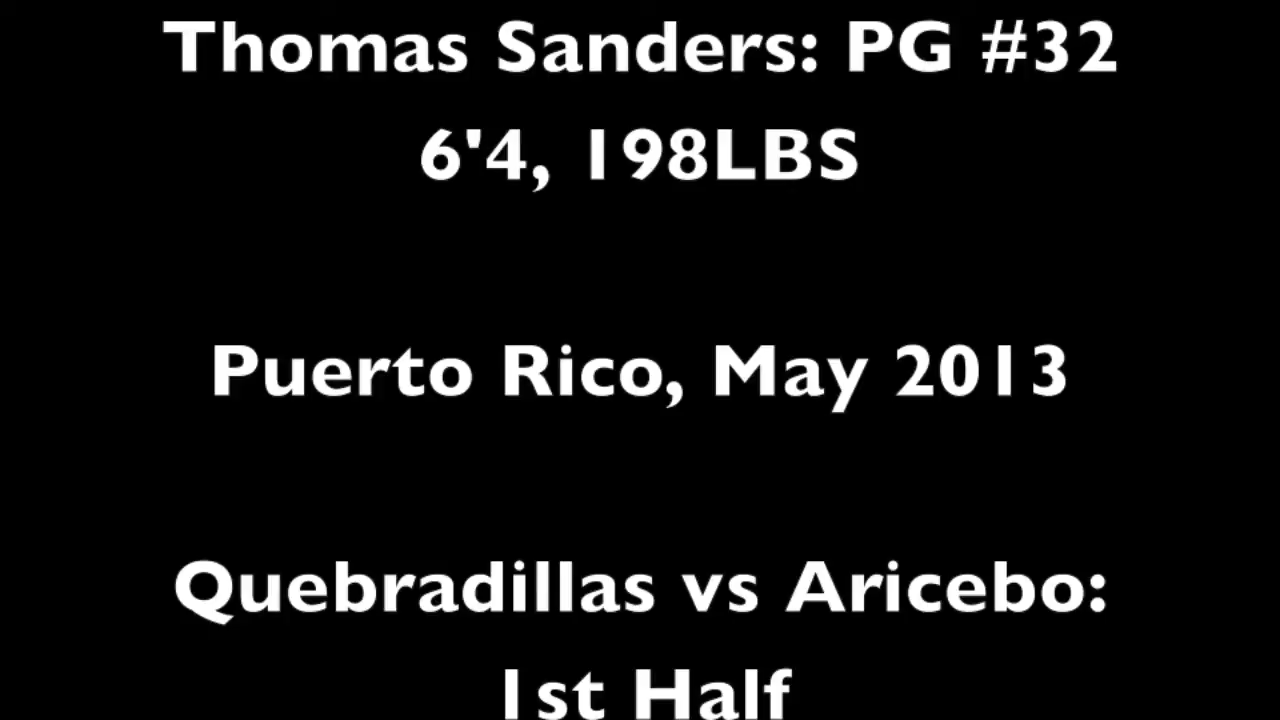 Thomas Sanders: PG #32
6'4, 198LBS
Puerto Rico, May 2013
Quebradillas vs Aricebo:
1st Half